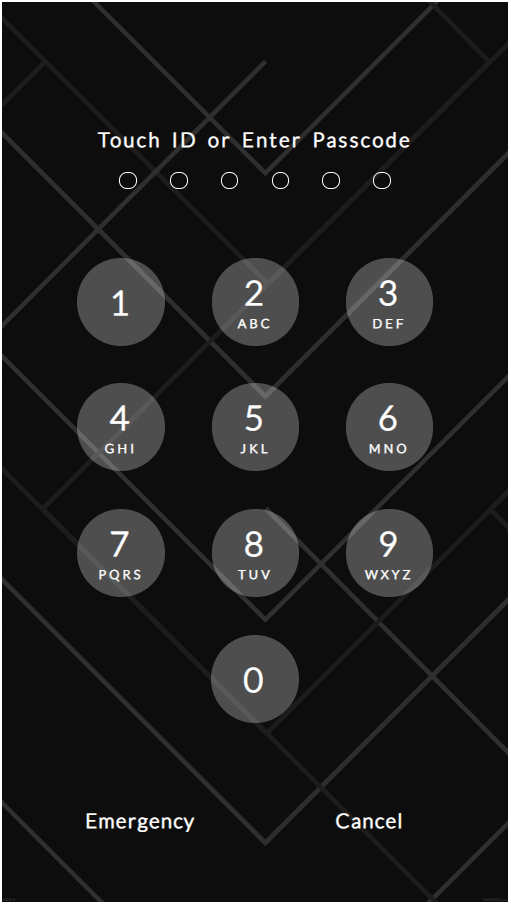 Touch ID or Enter Passcode
1 2 3
ABC DEF
4 5 6
GHI JKL MNO
7 8 9
PQRS TUV WXYZ
0
Emergency Cancel